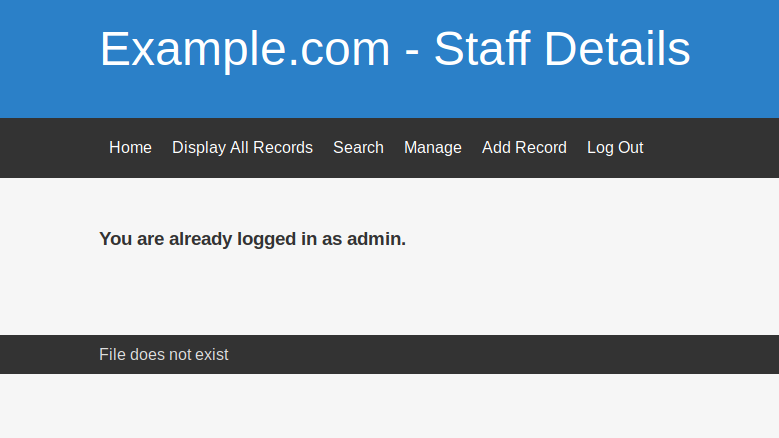 Example.com - Staff Details
Home Display All Records Search Manage Add Record Log Out
You are already logged in as admin.
File does not exist